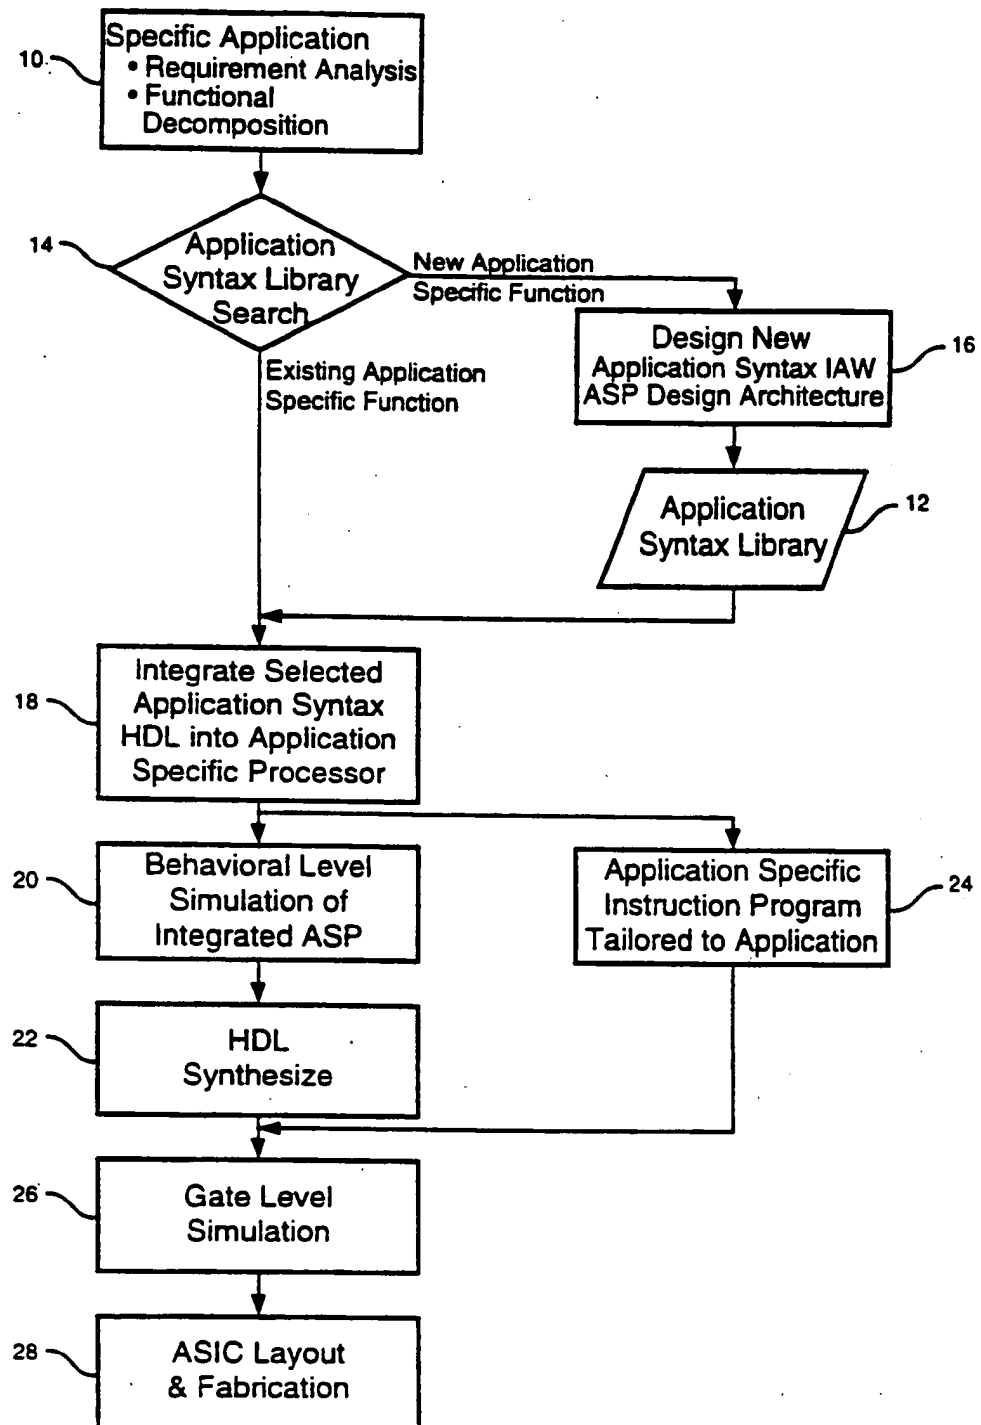 10
Specific Application
• Requirement Analysis
• Functional
Decomposition
14
Application
Syntax Library
Search
New Application
Specific Function
Existing Application
Specific Function
Design New
Application Syntax IAW
ASP Design Architecture
16
Application
Syntax Library
12
18
Integrate Selected
Application Syntax
HDL into Application
Specific Processor
20
Behavioral Level
Simulation of
Integrated ASP
Application Specific
Instruction Program
Tailored to Application
24
22
HDL
Synthesize
26
Gate Level
Simulation
28
ASIC Layout
& Fabrication